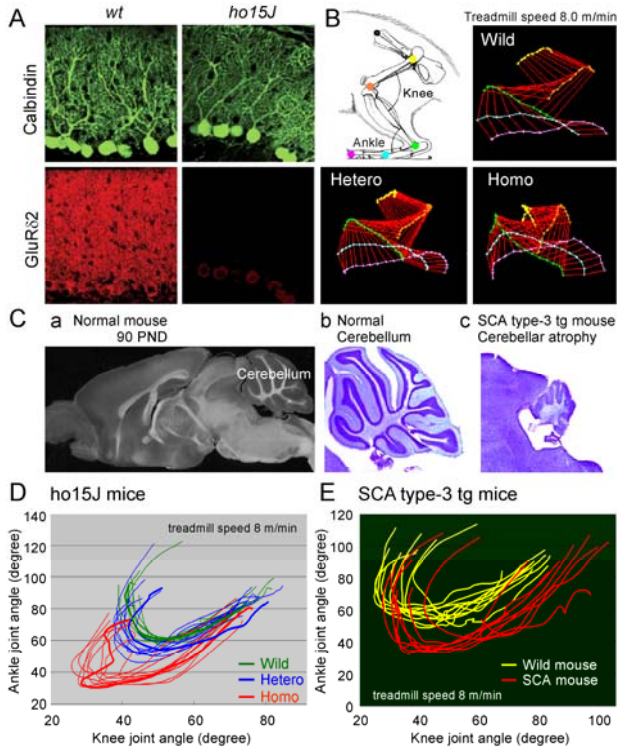 A
wt
ho15J
Calbindin
GluRδ2
B
Treadmill speed 8.0 m/min
Knee
Ankle
Wild
Hetero
Homo
C
a Normal mouse
90 PND
Cerebellum
b Normal
Cerebellum
c SCA type-3 tg mouse
Cerebellar atrophy
D ho15J mice
treadmill speed 8 m/min
Ankle joint angle (degree)
140
120
100
80
60
40
20
Wild
Hetero
Homo
20 40 60 80
Knee joint angle (degree)
E SCA type-3 tg mice
Ankle joint angle (degree)
120
100
80
60
40
20
0
Wild mouse
SCA mouse
treadmill speed 8 m/min
20 40 60 80 100
Knee joint angle (degree)